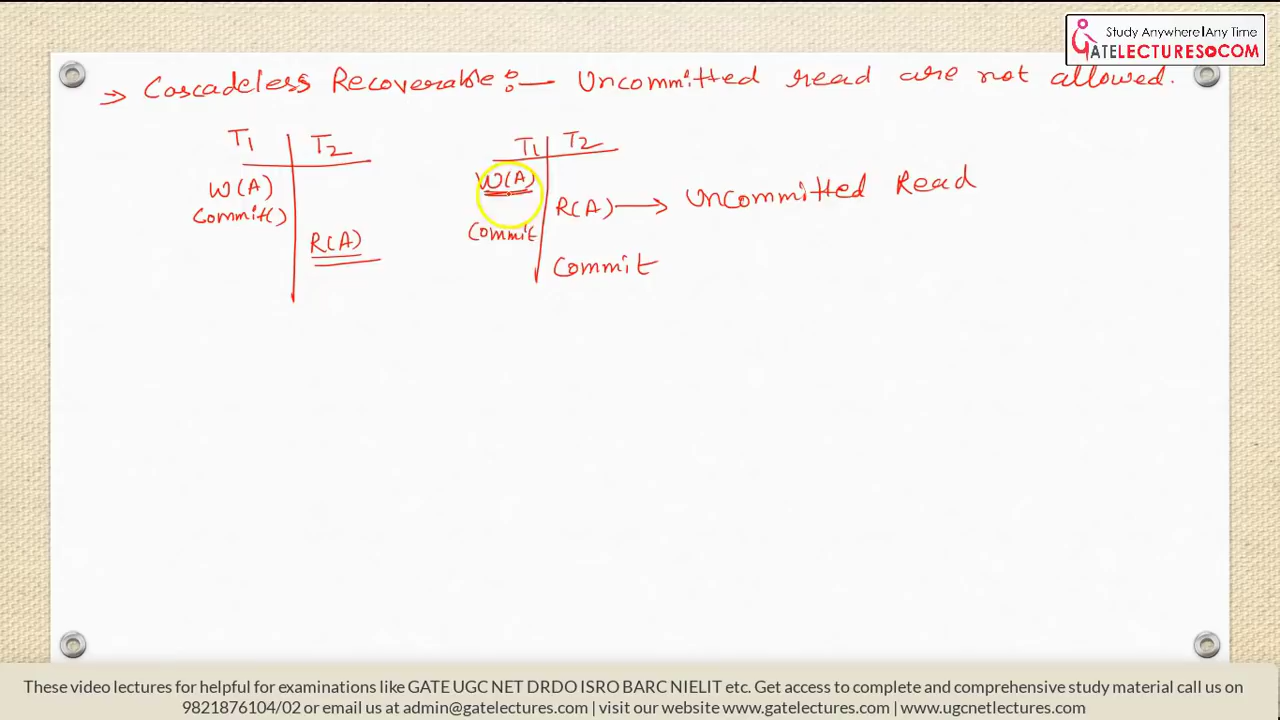 Study Anywhere Any Time
GATELECTURES.COM
→ Cascadeless Recoverable :— Uncommitted read are not allowed.
T1 T2
W(A)
Commit()
R(A)
T1 T2
W(A)
R(A) → Uncommitted Read
Commit
Commit
These video lectures for helpful for examinations like GATE UGC NET DRDO ISRO BARC NIELIT etc. Get access to complete and comprehensive study material call us on
9821876104/02 or email us at admin@gatelectures.com | visit our website www.gatelectures.com | www.ugcnetlectures.com